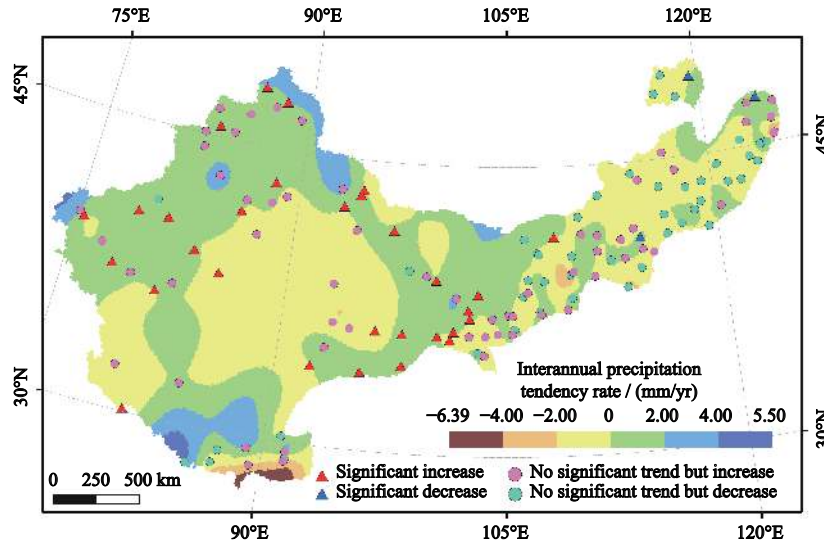 75°E 90°E 105°E 120°E
45°N
45°N
30°N
30°N
Interannual precipitation
tendency rate / (mm/yr)
−6.39 −4.00 −2.00 0 2.00 4.00 5.50
0 250 500 km
Significant increase
Significant decrease
No significant trend but increase
No significant trend but decrease
90°E 105°E 120°E